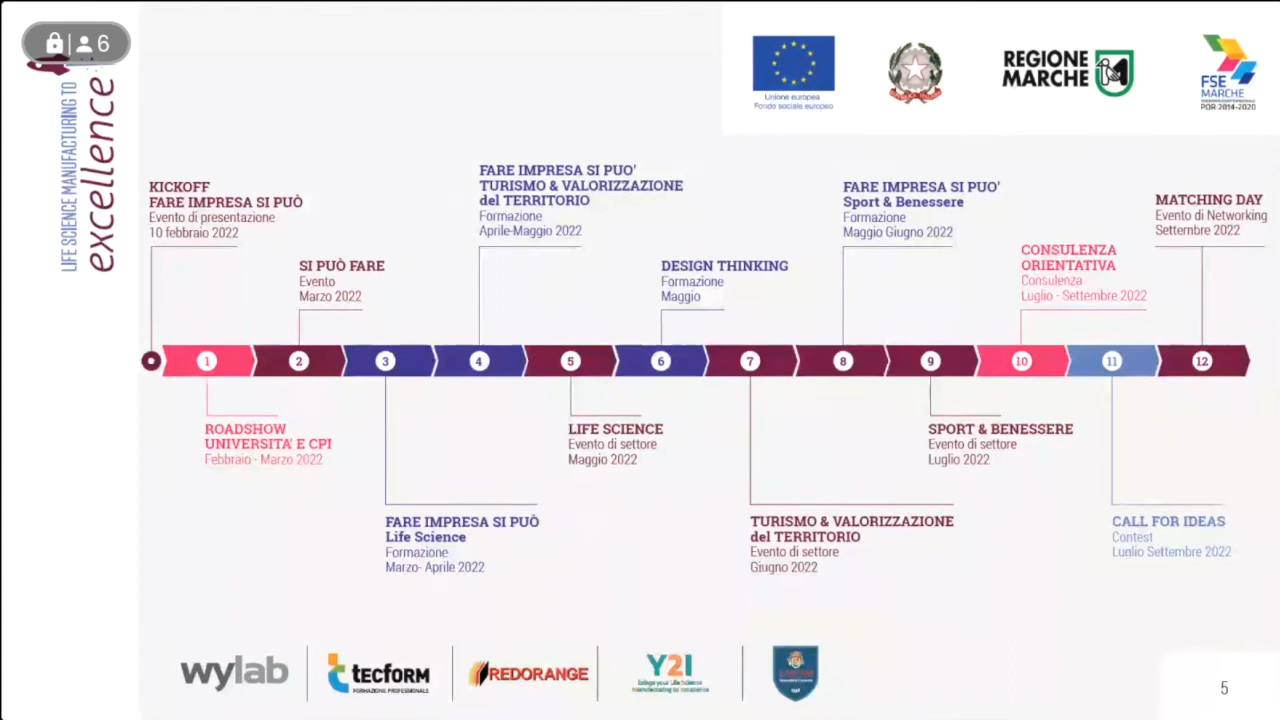 6
LIFE SCIENCE MANUFACTURING TO
excellence
Unione europea
Fondo sociale europeo
REGIONE
MARCHE
FSE
MARCHE
POR 2014-2020
KICKOFF
FARE IMPRESA SI PUÒ
Evento di presentazione
10 febbraio 2022
SI PUÒ FARE
Evento
Marzo 2022
FARE IMPRESA SI PUO'
TURISMO & VALORIZZAZIONE
del TERRITORIO
Formazione
Aprile-Maggio 2022
DESIGN THINKING
Formazione
Maggio
FARE IMPRESA SI PUO'
Sport & Benessere
Formazione
Maggio Giugno 2022
CONSULENZA
ORIENTATIVA
Consulenza
Luglio - Settembre 2022
MATCHING DAY
Evento di Networking
Settembre 2022
1 2 3 4 5 6 7 8 9 10 11 12
ROADSHOW
UNIVERSITA' E CPI
Febbraio - Marzo 2022
FARE IMPRESA SI PUÒ
Life Science
Formazione
Marzo- Aprile 2022
LIFE SCIENCE
Evento di settore
Maggio 2022
TURISMO & VALORIZZAZIONE
del TERRITORIO
Evento di settore
Giugno 2022
SPORT & BENESSERE
Evento di settore
Luglio 2022
CALL FOR IDEAS
Contest
Luglio Settembre 2022
wylab
tecform
FORMAZIONE PROFESSIONALE
REDORANGE
Y2I
5